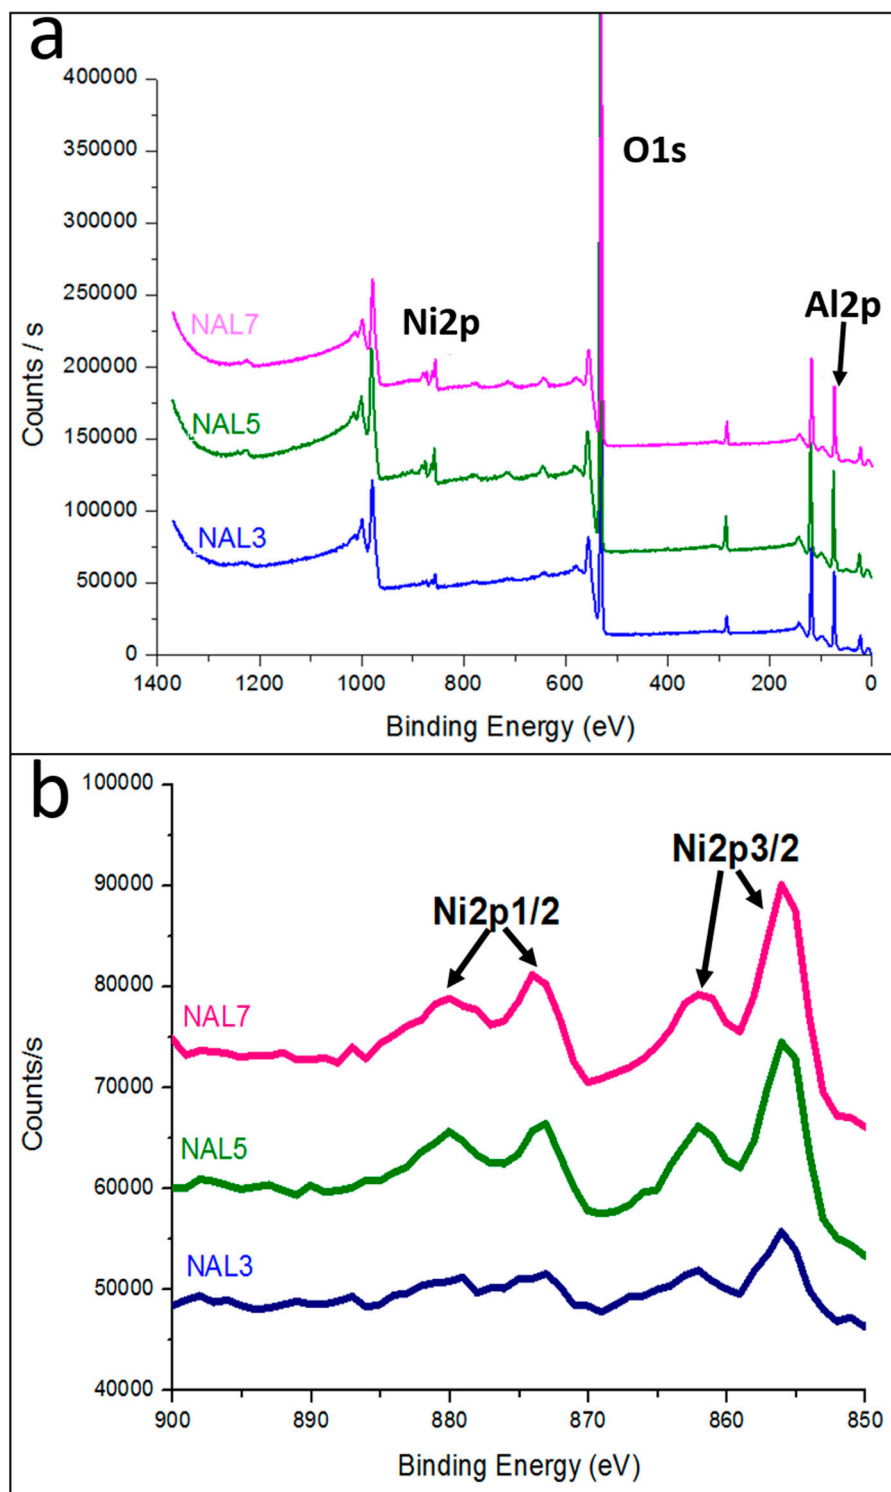 a
400000
350000
300000
250000
200000
150000
100000
50000
0
Counts / s
O1s
Ni2p
Al2p
NAL7
NAL5
NAL3
1400 1200 1000 800 600 400 200 0
Binding Energy (eV)
b
100000
90000
80000
70000
60000
50000
40000
Counts/s
Ni2p3/2
Ni2p1/2
NAL7
NAL5
NAL3
900 890 880 870 860 850
Binding Energy (eV)